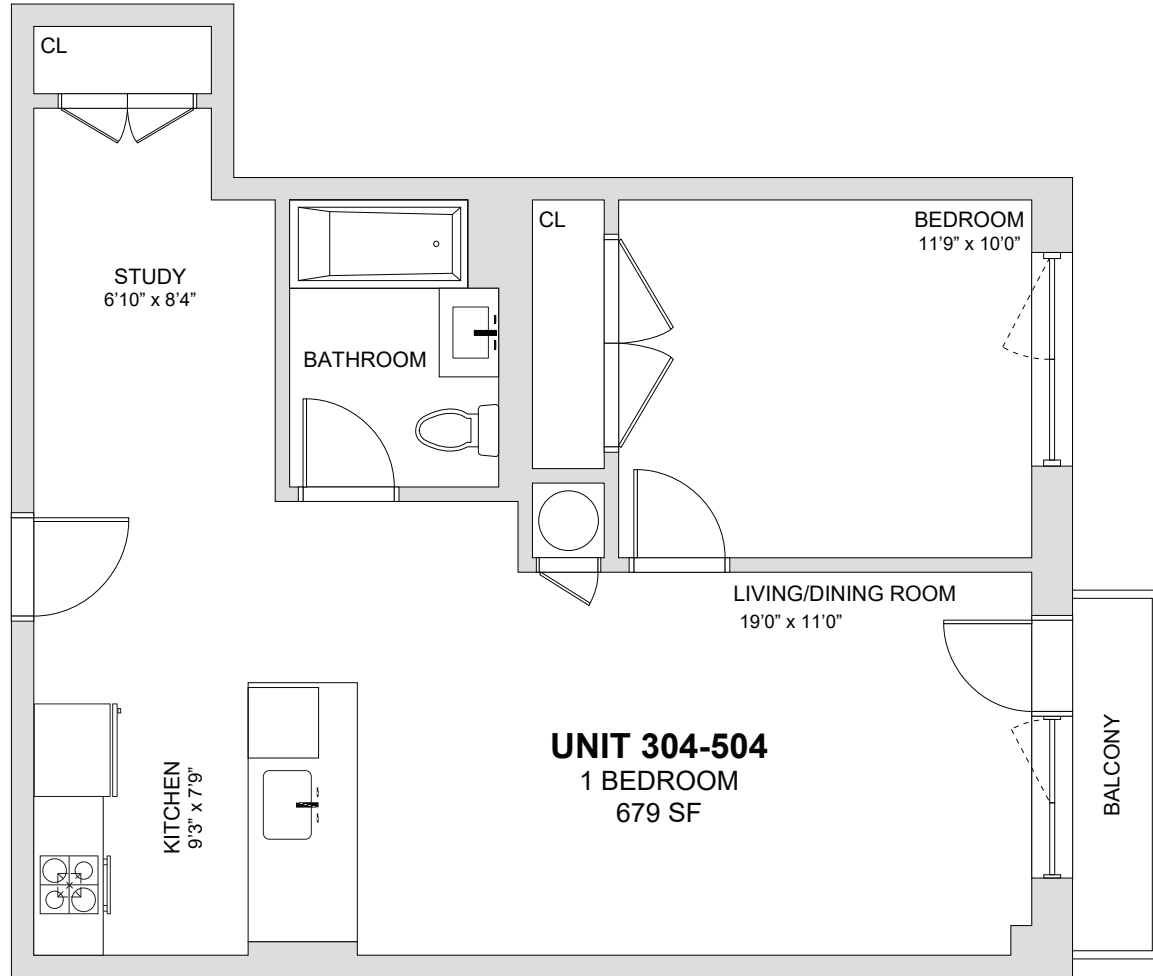 CL
CL
BEDROOM
11’9” x 10’0”
STUDY
6’10” x 8’4”
BATHROOM
LIVING/DINING ROOM
19’0” x 11’0”
UNIT 304-504
1 BEDROOM
679 SF
KITCHEN
9’3” x 7’9”
BALCONY